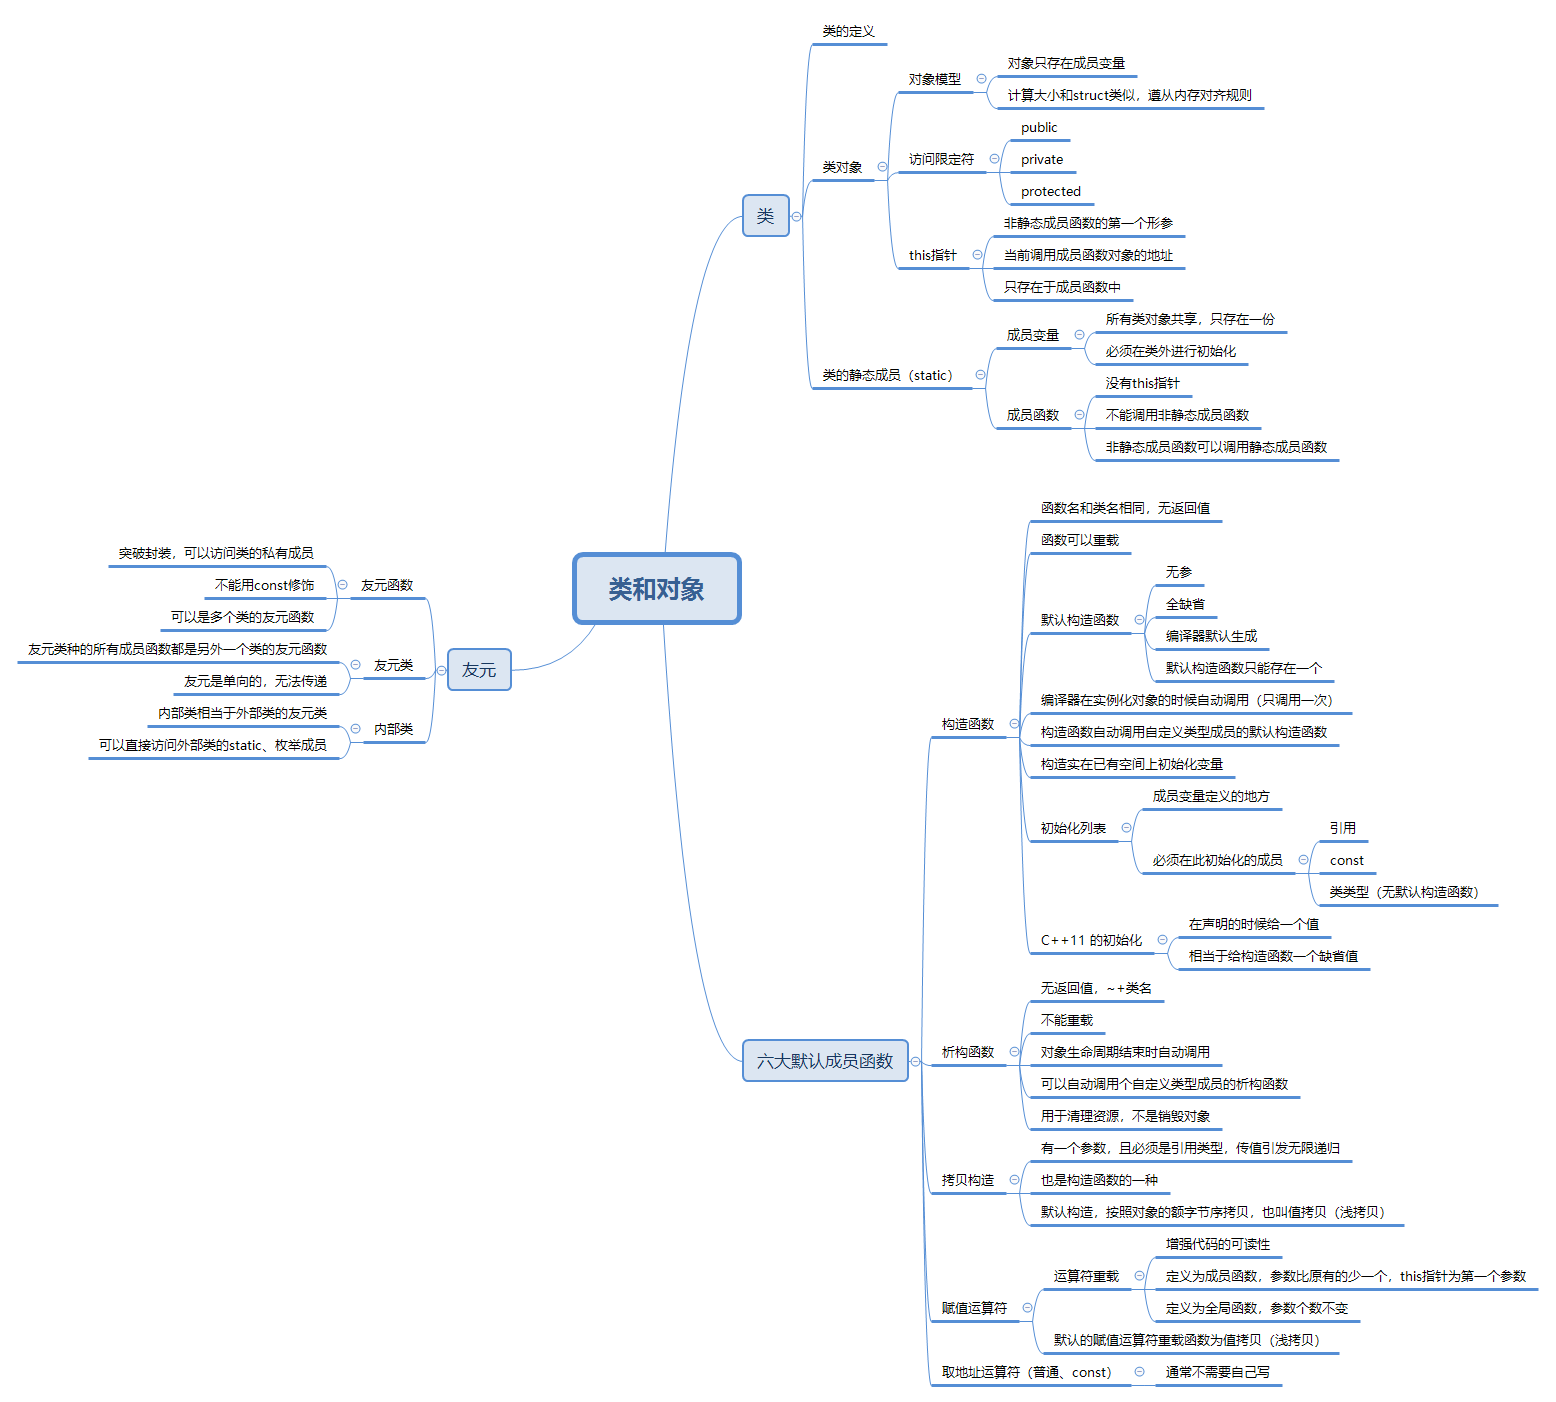 类和对象
类
类的定义
类对象
对象模型
对象只存在成员变量
计算大小和struct类似，遵从内存对齐规则
访问限定符
public
private
protected
this指针
非静态成员函数的第一个形参
当前调用成员函数对象的地址
只存在于成员函数中
类的静态成员（static）
成员变量
所有类对象共享，只存在一份
必须在类外进行初始化
成员函数
没有this指针
不能调用非静态成员函数
非静态成员函数可以调用静态成员函数
六大默认成员函数
构造函数
函数名和类名相同，无返回值
函数可以重载
默认构造函数
无参
全缺省
编译器默认生成
默认构造函数只能存在一个
编译器在实例化对象的时候自动调用（只调用一次）
构造函数自动调用自定义类型成员的默认构造函数
构造实在已有空间上初始化变量
初始化列表
成员变量定义的地方
必须在此初始化的成员
引用
const
类类型（无默认构造函数）
C++11 的初始化
在声明的时候给一个值
相当于给构造函数一个缺省值
析构函数
无返回值，~+类名
不能重载
对象生命周期结束时自动调用
可以自动调用个自定义类型成员的析构函数
用于清理资源，不是销毁对象
拷贝构造
有一个参数，且必须是引用类型，传值引发无限递归
也是构造函数的一种
默认构造，按照对象的额字节序拷贝，也叫值拷贝（浅拷贝）
赋值运算符
运算符重载
增强代码的可读性
定义为成员函数，参数比原有的少一个，this指针为第一个参数
定义为全局函数，参数个数不变
默认的赋值运算符重载函数为值拷贝（浅拷贝）
取地址运算符（普通、const）
通常不需要自己写
友元
友元函数
突破封装，可以访问类的私有成员
不能用const修饰
可以是多个类的友元函数
友元类
友元类种的所有成员函数都是另外一个类的友元函数
友元是单向的，无法传递
内部类
内部类相当于外部类的友元类
可以直接访问外部类的static、枚举成员